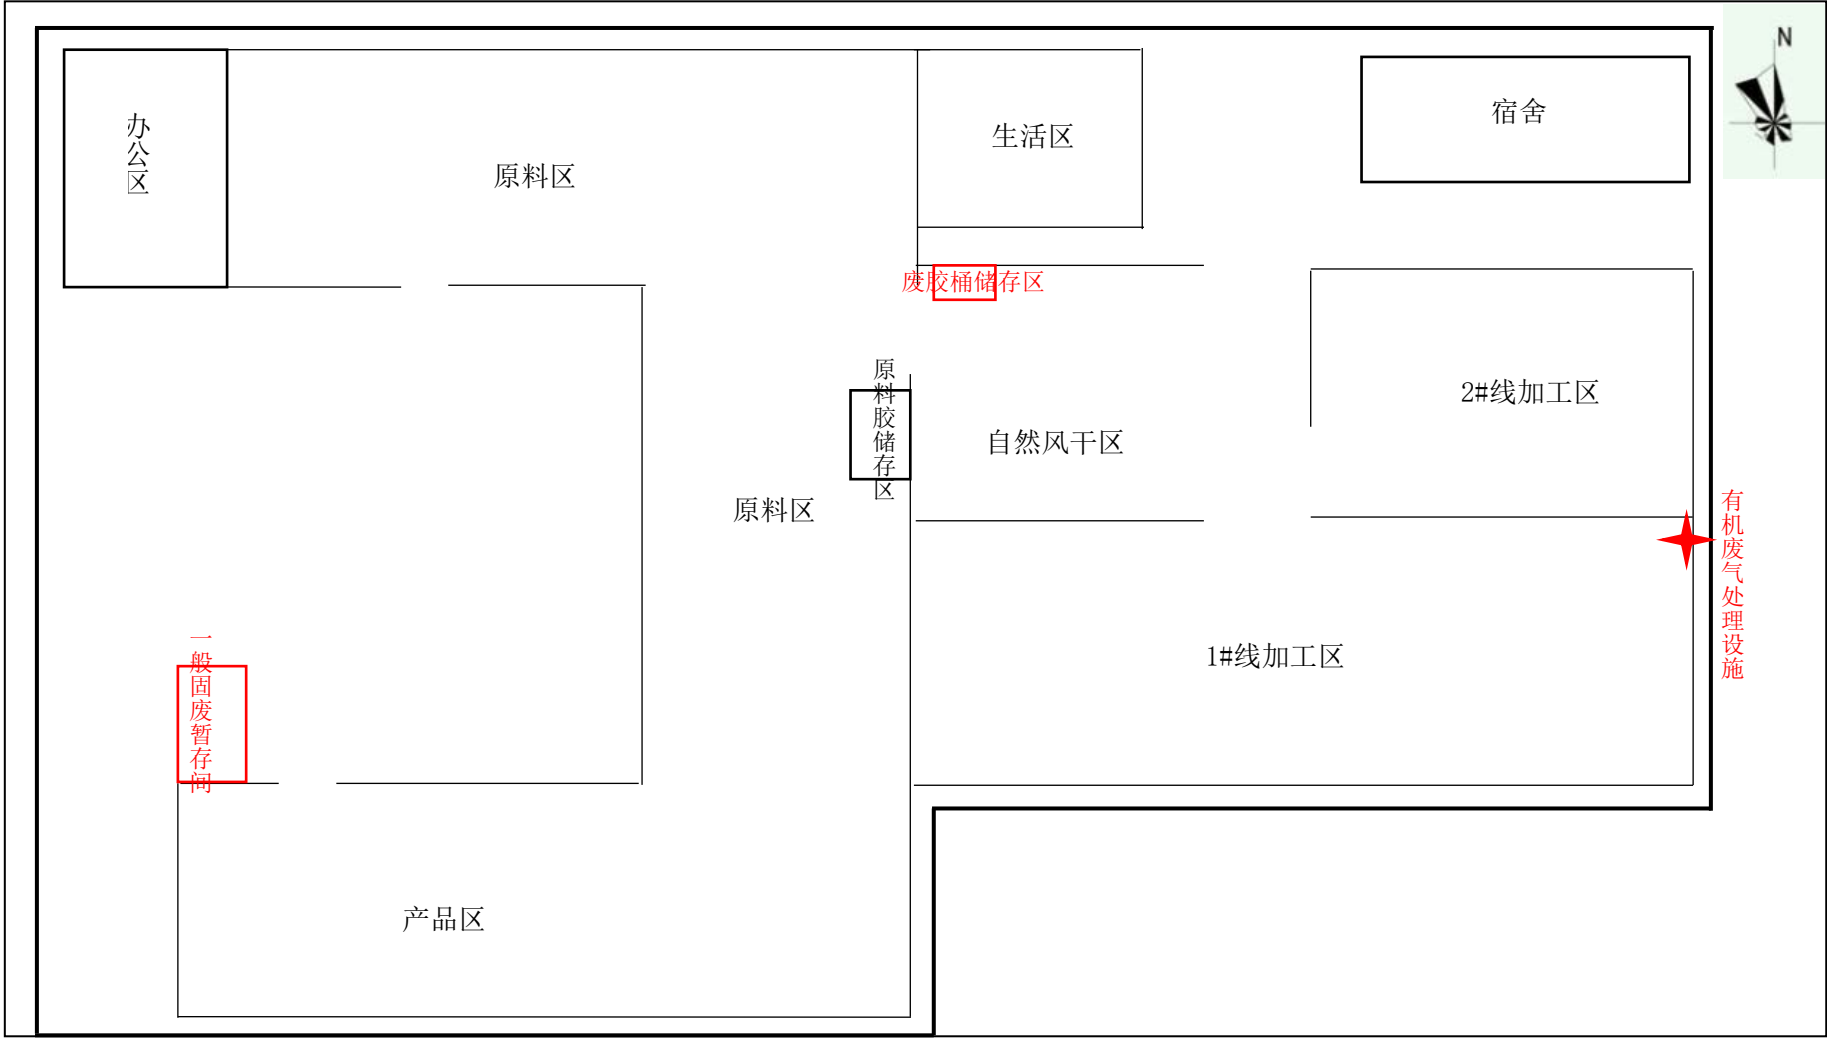 N
办公区
原料区
生活区
宿舍
废胶桶储存区
原料胶储存区
2#线加工区
自然风干区
原料区
有机废气处理设施
一般固废暂存间
1#线加工区
产品区